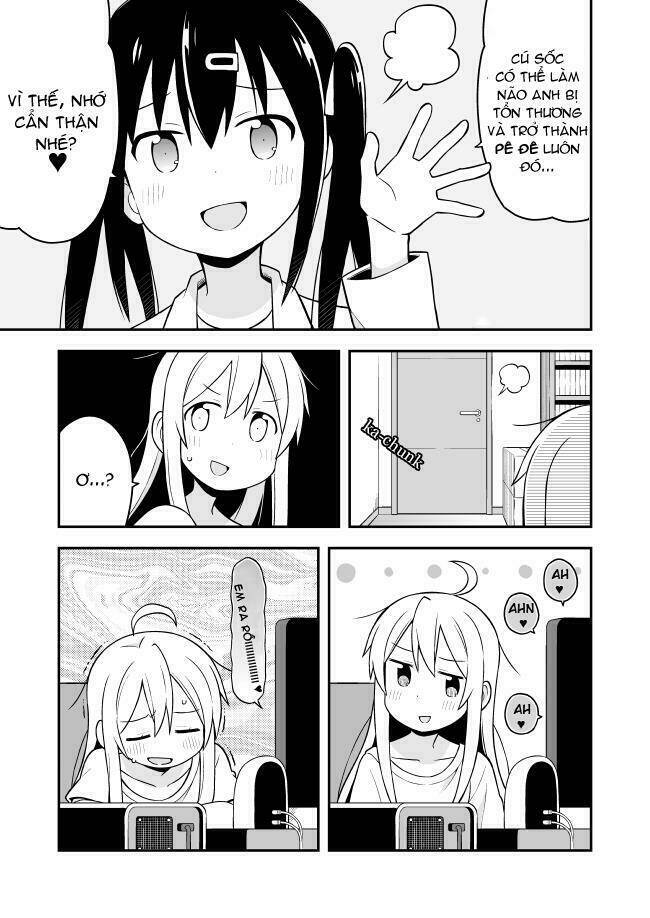 CÚ SỐC
CÓ THỂ LÀM
NÃO ANH BỊ
TỔN THƯƠNG
VÀ TRỞ THÀNH
PÊ ĐÊ LUÔN
ĐÓ...
VÌ THẾ, NHỚ
CẨN THẬN
NHÉ?
♥
ka-chunk
Ơ...?
AH
♥
AHN
♥
AH
♥
EM RA RỒIIIIIIIIII ♥